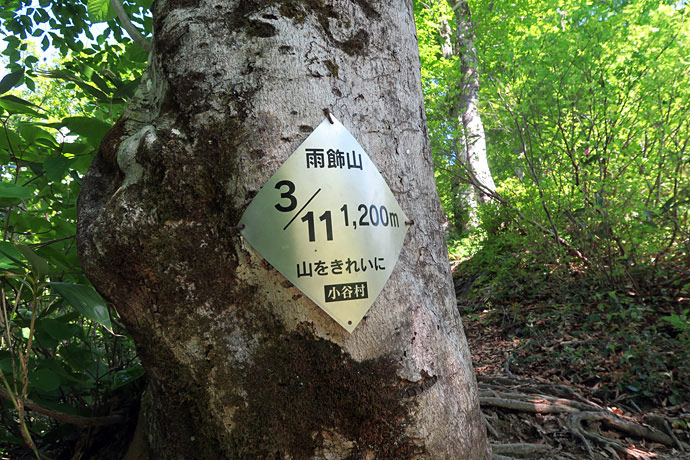 雨飾山
3/11 1,200m
山をきれいに
小谷村